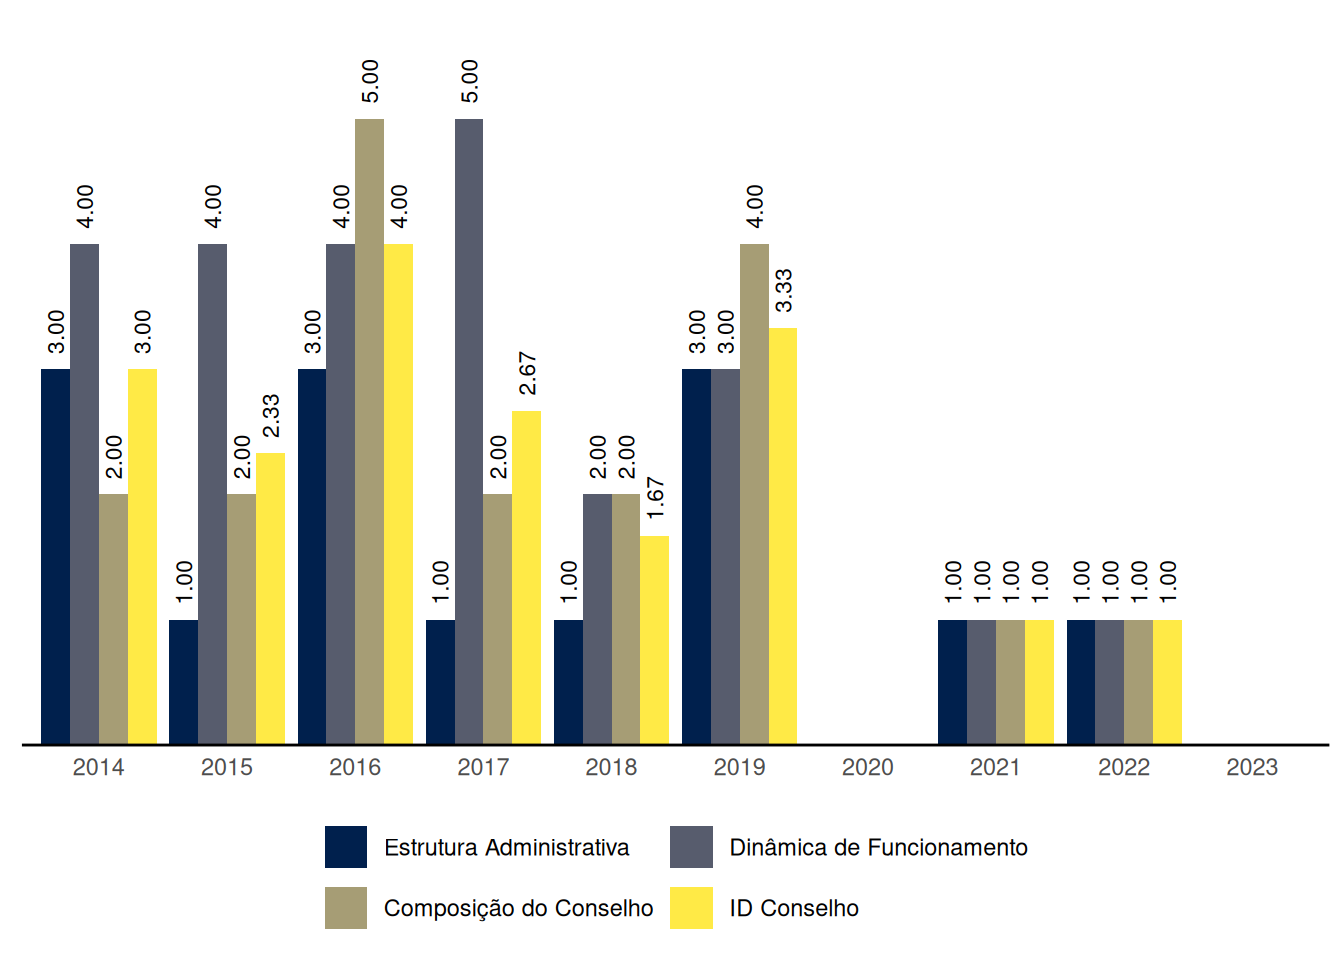 5.00 5.00
4.00 4.00 4.00 4.00 4.00
3.33
3.00 3.00 3.00 3.00 3.00
2.67
2.33
2.00 2.00 2.00 2.00 2.00
1.67
1.00 1.00 1.00 1.00 1.00 1.00 1.00 1.00 1.00 1.00 1.00
2014 2015 2016 2017 2018 2019 2020 2021 2022 2023
Estrutura Administrativa Dinâmica de Funcionamento
Composição do Conselho ID Conselho